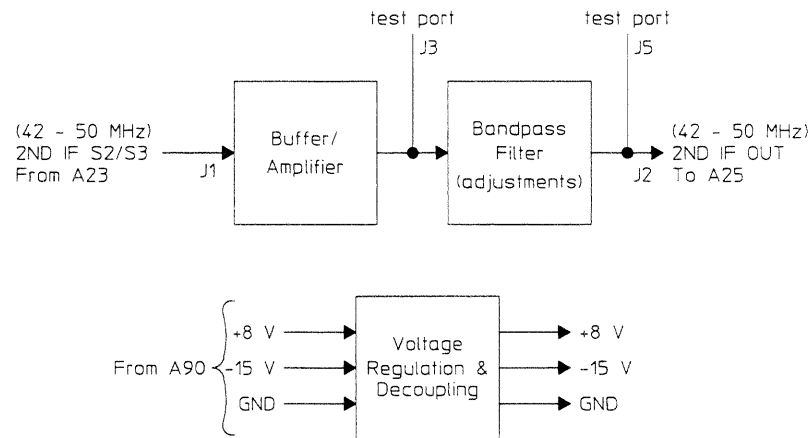 test port
J3
test port
J5
(42 - 50 MHz)
2ND IF S2/S3
From A23
J1
Buffer/
Amplifier
Bandpass
Filter
(adjustments)
J2
(42 - 50 MHz)
2ND IF OUT
To A25
From A90
+8 V
-15 V
GND
Voltage
Regulation &
Decoupling
+8 V
-15 V
GND